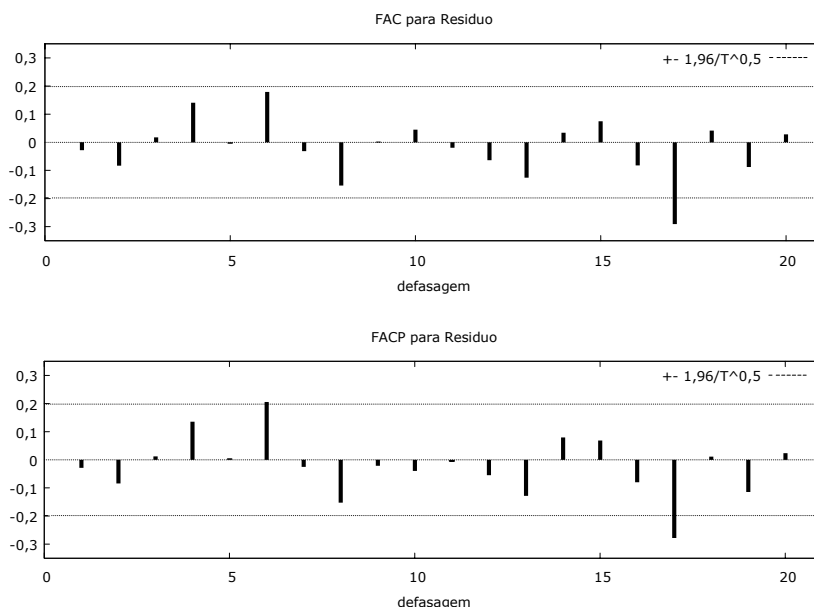 FAC para Residuo
+- 1,96/T^0,5
0,3
0,2
0,1
0
-0,1
-0,2
-0,3
0 5 10 15 20
defasagem
FACP para Residuo
+- 1,96/T^0,5
0,3
0,2
0,1
0
-0,1
-0,2
-0,3
0 5 10 15 20
defasagem